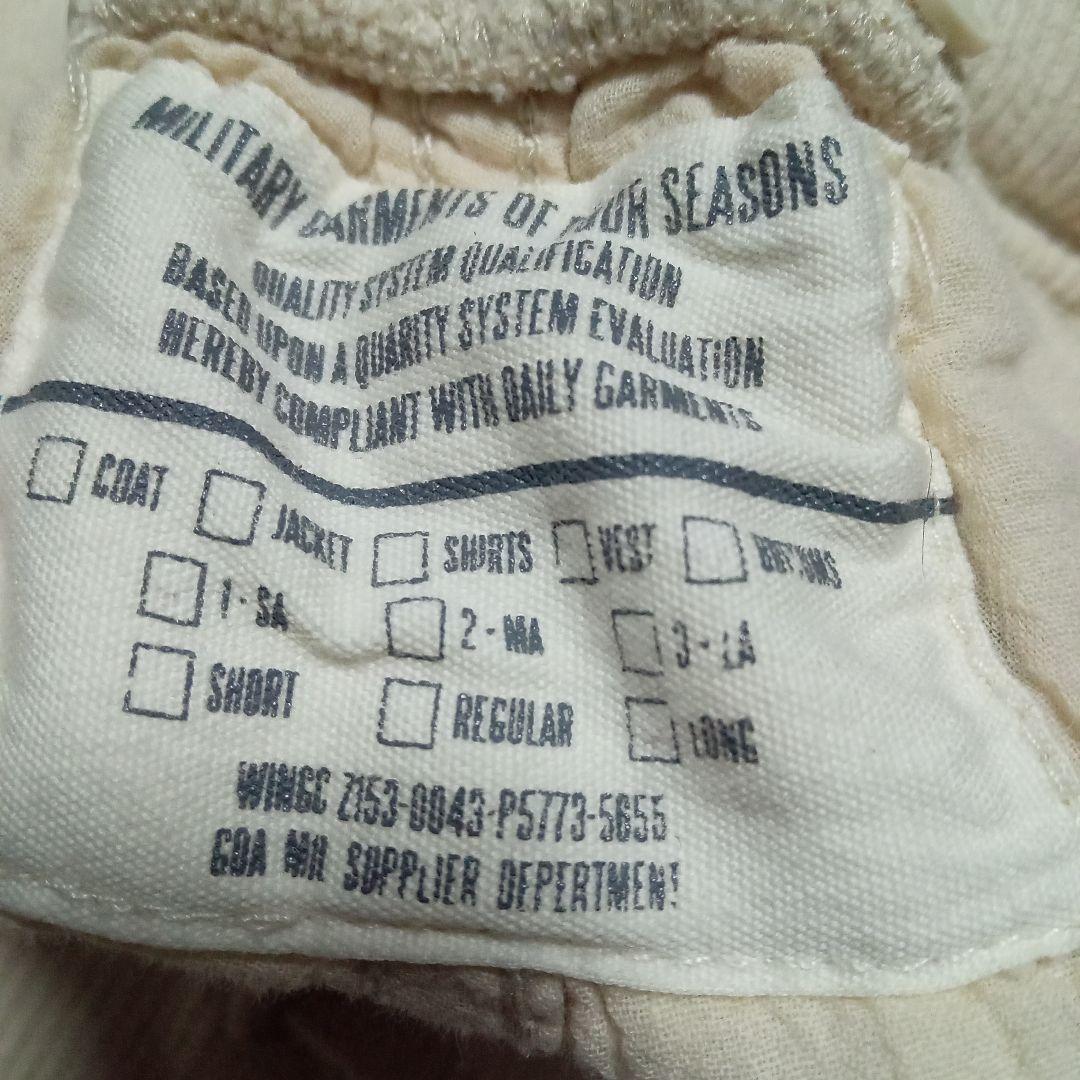 MILITARY GARMENTS OF FOUR SEASONS
QUALITY SYSTEM QUALIFICATION
BASED UPON A QUARITY SYSTEM EVALUATION
HEREBY COMPLIANT WITH DAILY GARMENTS
COAT JACKET SHIRTS VEST BOTTOMS
1-SA 2-MA 3-LA
SHORT REGULAR LONG
WINGC Z153-0043-P5773-5655
GOA MR SUPPLIER DEPERTMENT